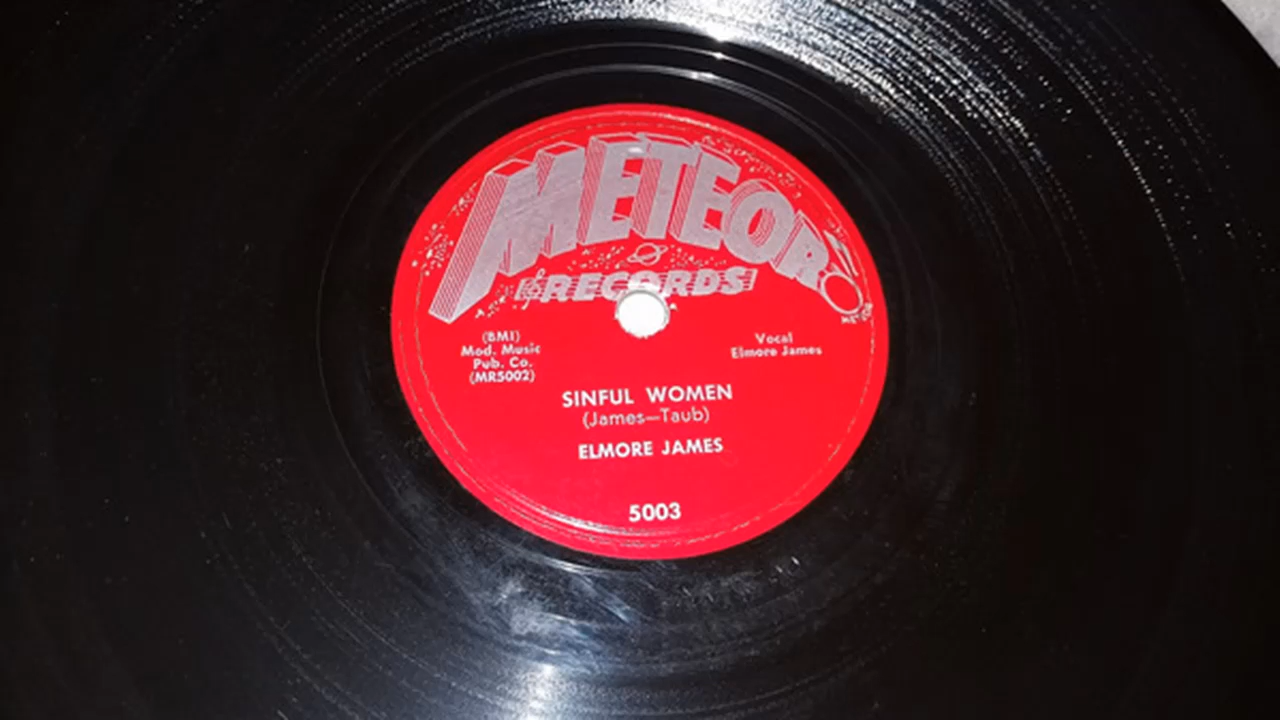 METEOR
RECORDS
(BMI)
Mod. Music
Pub. Co.
(MR5002)
Vocal
Elmore James
SINFUL WOMEN
(James—Taub)
ELMORE JAMES
5003